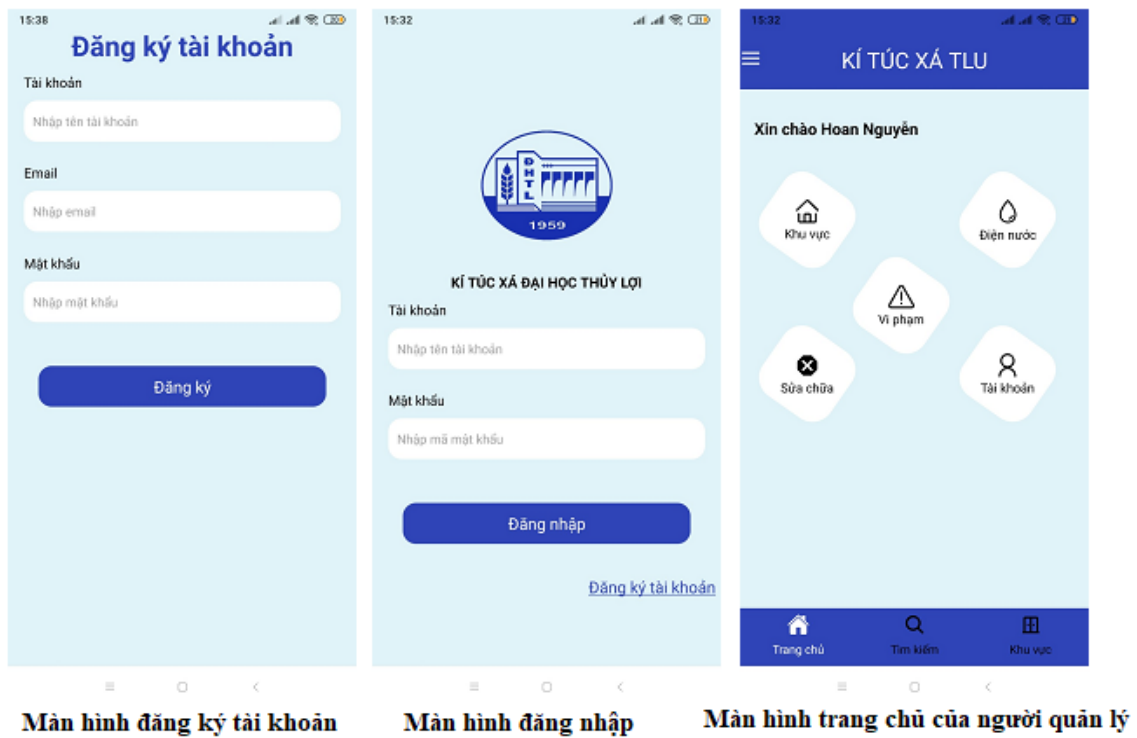 15:38
Đăng ký tài khoản
Tài khoản
Nhập tên tài khoản
Email
Nhập email
Mật khẩu
Nhập mật khẩu
Đăng ký
Màn hình đăng ký tài khoản
15:32
ĐHTL
1959
KÍ TÚC XÁ ĐẠI HỌC THỦY LỢI
Tài khoản
Nhập tên tài khoản
Mật khẩu
Nhập mã mật khẩu
Đăng nhập
Đăng ký tài khoản
Màn hình đăng nhập
15:32
KÍ TÚC XÁ TLU
Xin chào Hoan Nguyễn
Khu vực
Điện nước
Vi phạm
Sửa chữa
Tài khoản
Trang chủ
Tìm kiếm
Khu vực
Màn hình trang chủ của người quản lý